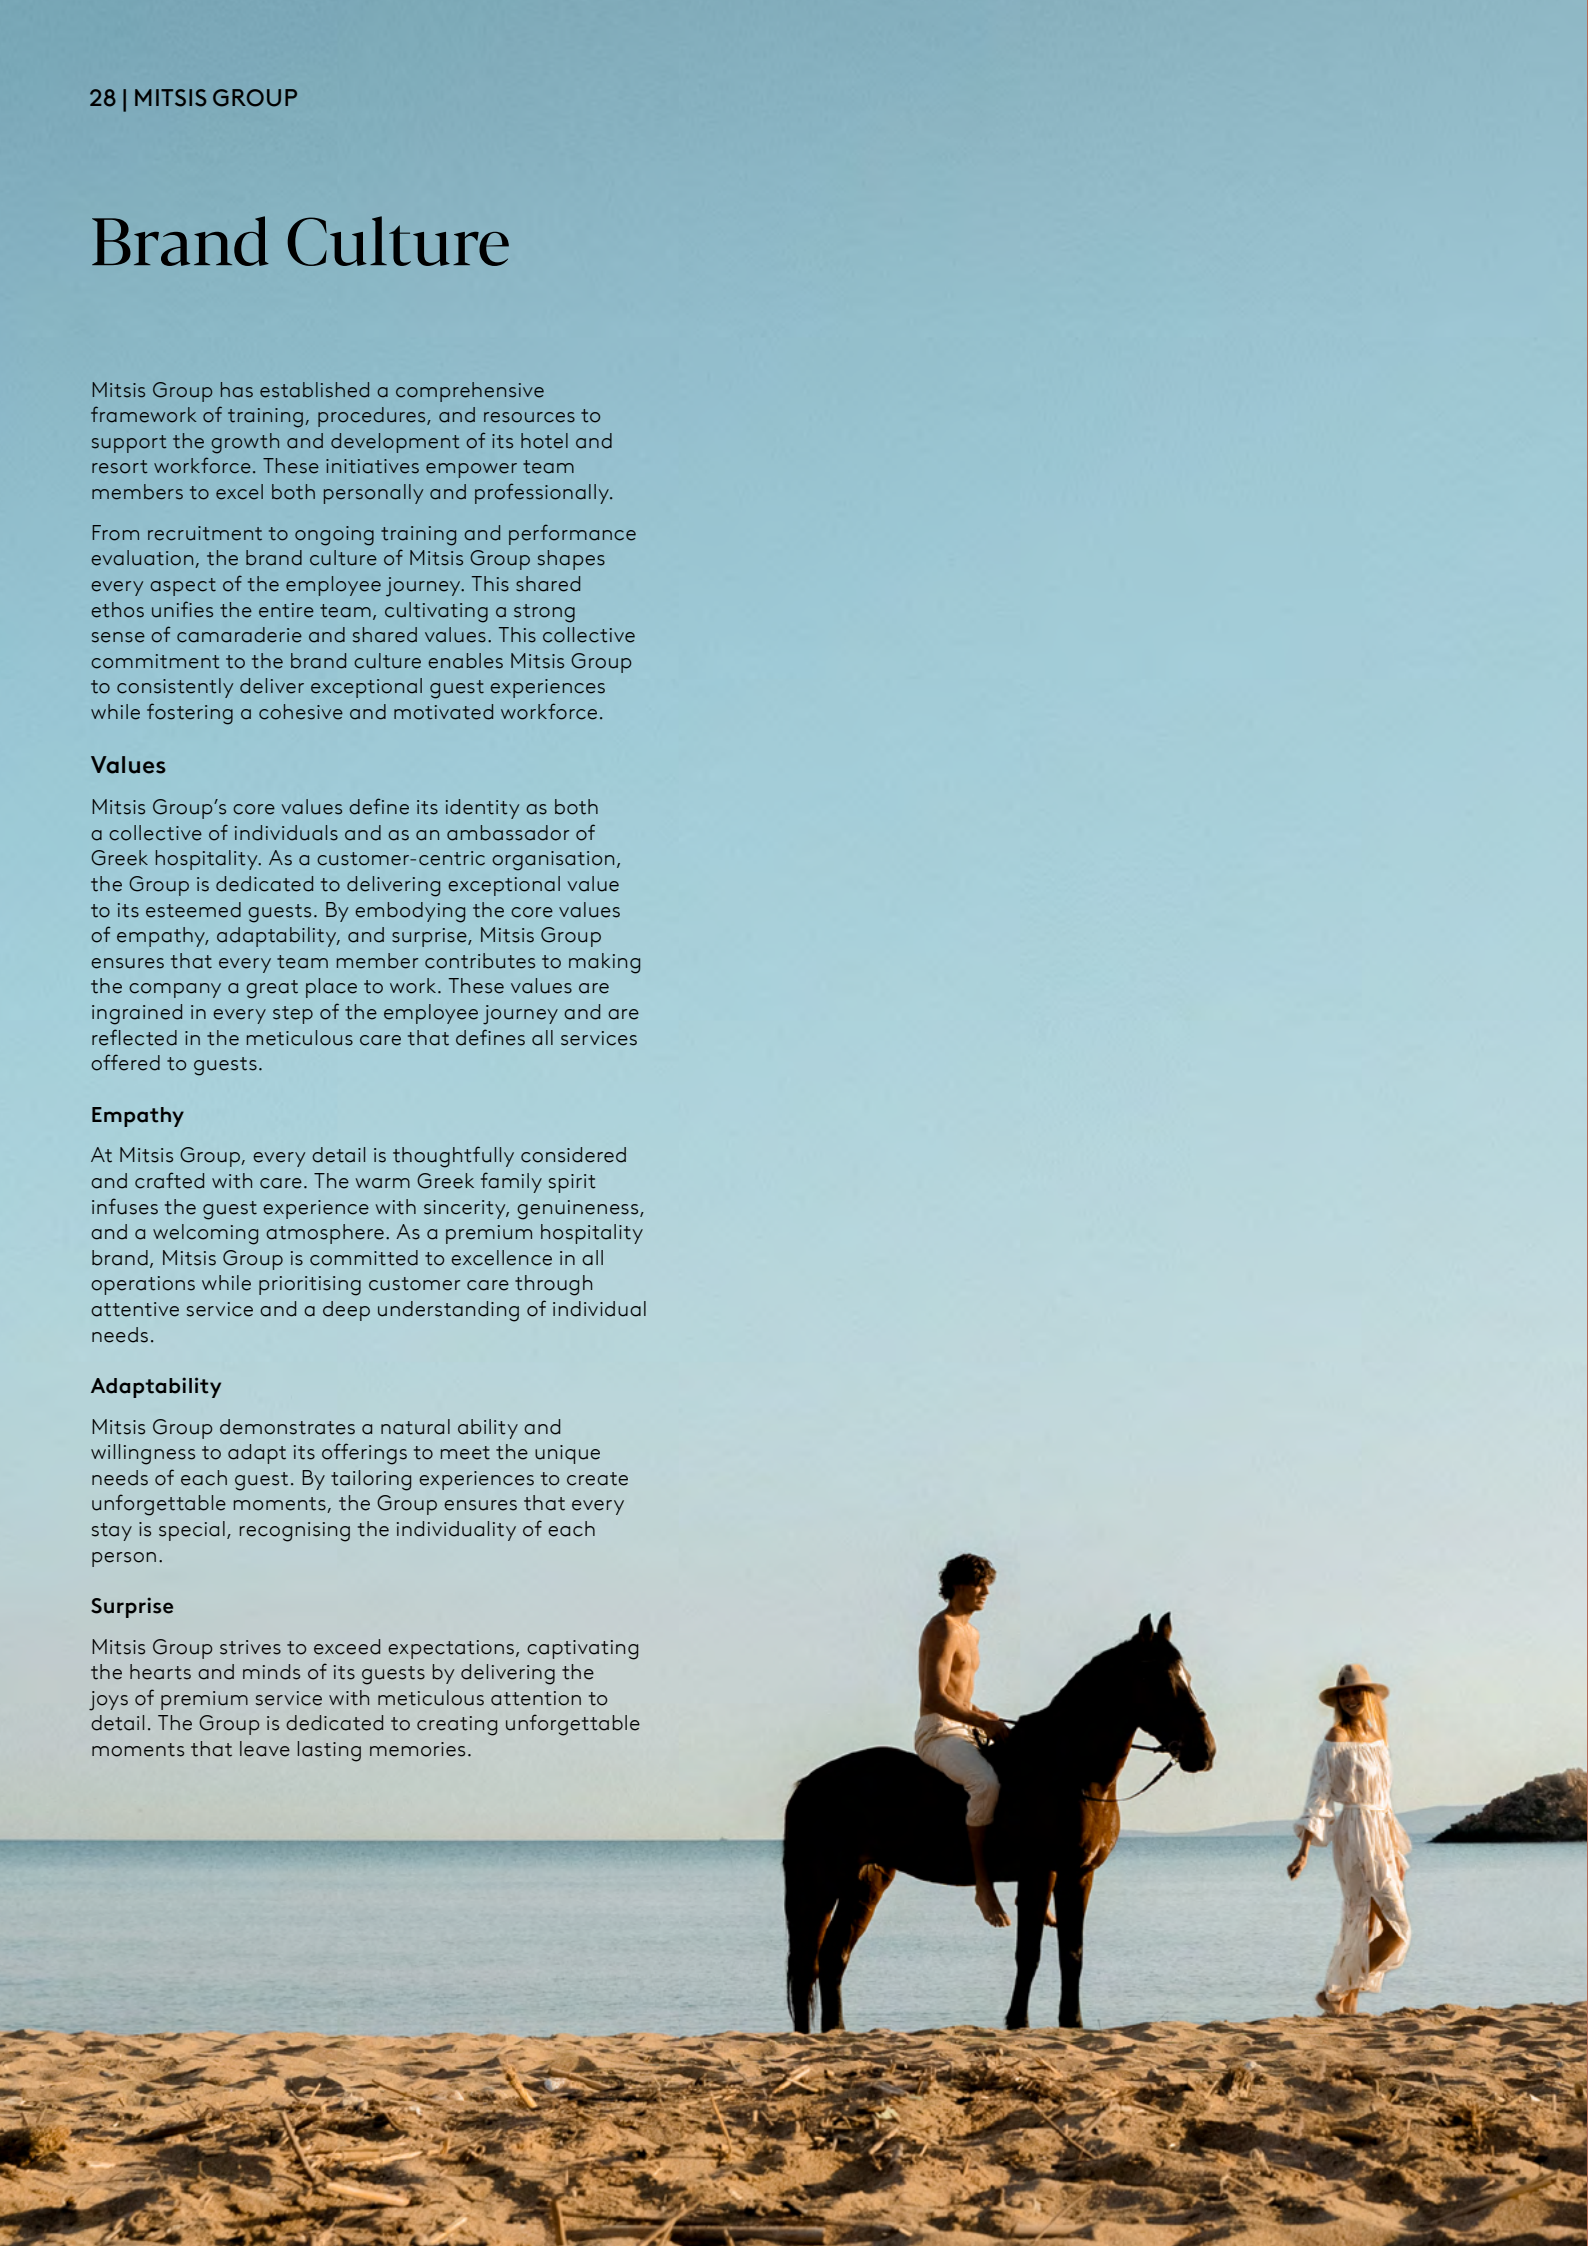 28 | MITSIS GROUP
Brand Culture
Mitsis Group has established a comprehensive
framework of training, procedures, and resources to
support the growth and development of its hotel and
resort workforce. These initiatives empower team
members to excel both personally and professionally.
From recruitment to ongoing training and performance
evaluation, the brand culture of Mitsis Group shapes
every aspect of the employee journey. This shared
ethos unifies the entire team, cultivating a strong
sense of camaraderie and shared values. This collective
commitment to the brand culture enables Mitsis Group
to consistently deliver exceptional guest experiences
while fostering a cohesive and motivated workforce.
Values
Mitsis Group’s core values define its identity as both
a collective of individuals and as an ambassador of
Greek hospitality. As a customer-centric organisation,
the Group is dedicated to delivering exceptional value
to its esteemed guests. By embodying the core values
of empathy, adaptability, and surprise, Mitsis Group
ensures that every team member contributes to making
the company a great place to work. These values are
ingrained in every step of the employee journey and are
reflected in the meticulous care that defines all services
offered to guests.
Empathy
At Mitsis Group, every detail is thoughtfully considered
and crafted with care. The warm Greek family spirit
infuses the guest experience with sincerity, genuineness,
and a welcoming atmosphere. As a premium hospitality
brand, Mitsis Group is committed to excellence in all
operations while prioritising customer care through
attentive service and a deep understanding of individual
needs.
Adaptability
Mitsis Group demonstrates a natural ability and
willingness to adapt its offerings to meet the unique
needs of each guest. By tailoring experiences to create
unforgettable moments, the Group ensures that every
stay is special, recognising the individuality of each
person.
Surprise
Mitsis Group strives to exceed expectations, captivating
the hearts and minds of its guests by delivering the
joys of premium service with meticulous attention to
detail. The Group is dedicated to creating unforgettable
moments that leave lasting memories.